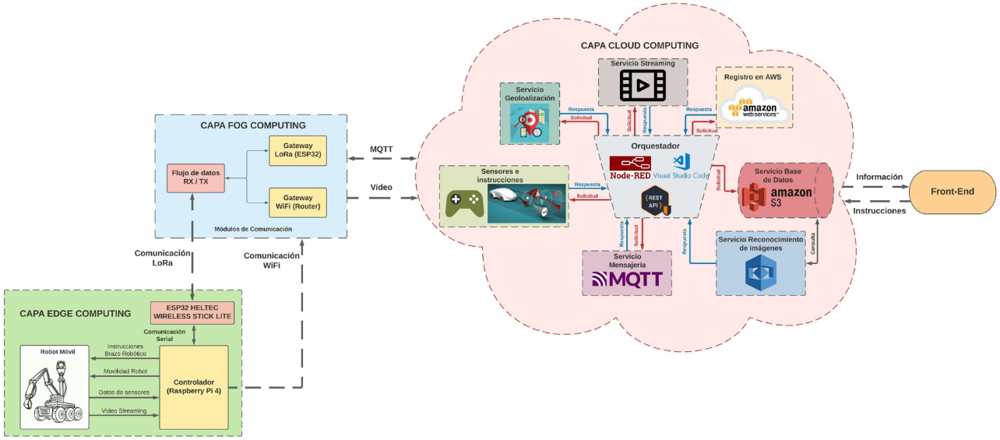 CAPA CLOUD COMPUTING
Servicio Streaming
Registro en AWS
amazon
webservices™
Servicio
Geoloalización
Respuesta
Solicitud
Solicitud
Respuesta
Respuesta
Solicitud
CAPA FOG COMPUTING
Gateway
LoRa (ESP32)
Flujo de datos
RX / TX
Gateway
WiFi (Router)
Módulos de Comunicación
MQTT
Video
Orquestador
Node-RED
Visual Studio Code
{ REST
API }
Sensores e
instrucciones
Respuesta
Solicitud
Solicitud
Servicio Base
de Datos
amazon
S3
Información
Instrucciones
Front-End
Respuesta
Solicitud
Respuesta
Consulta
Servicio
Mensajería
MQTT
Servicio Reconocimiento
de imágenes
Comunicación
LoRa
Comunicación
WiFi
CAPA EDGE COMPUTING
ESP32 HELTEC
WIRELESS STICK LITE
Comunicación
Serial
Robot Móvil
Instrucciones
Brazo Robótico
Movilidad Robot
Datos de sensores
Video Streaming
Controlador
(Raspberry Pi 4)